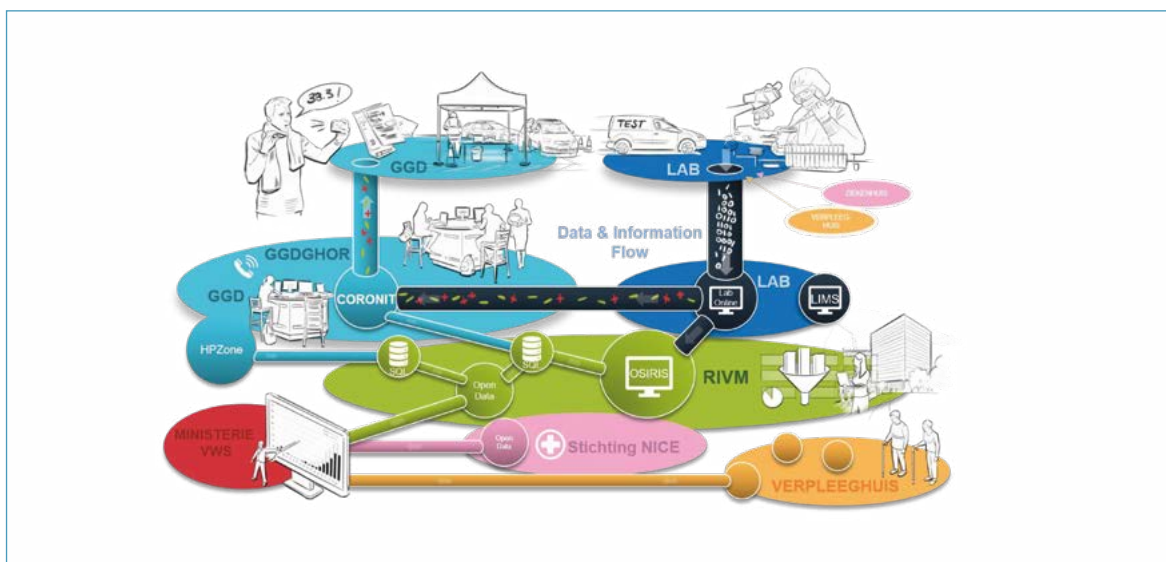 39.3!
TEST
GGD
LAB
ZIEKENHUIS
VERPLEEG-
HUIS
Data & Information
Flow
GGDGHOR
GGD
CORONIT
Lab
Online
LAB
LIMS
HPZone
SQL
SQL
OSIRIS
RIVM
Open
Data
MINISTERIE
VWS
Open
Data
Stichting NICE
VERPLEEGHUIS